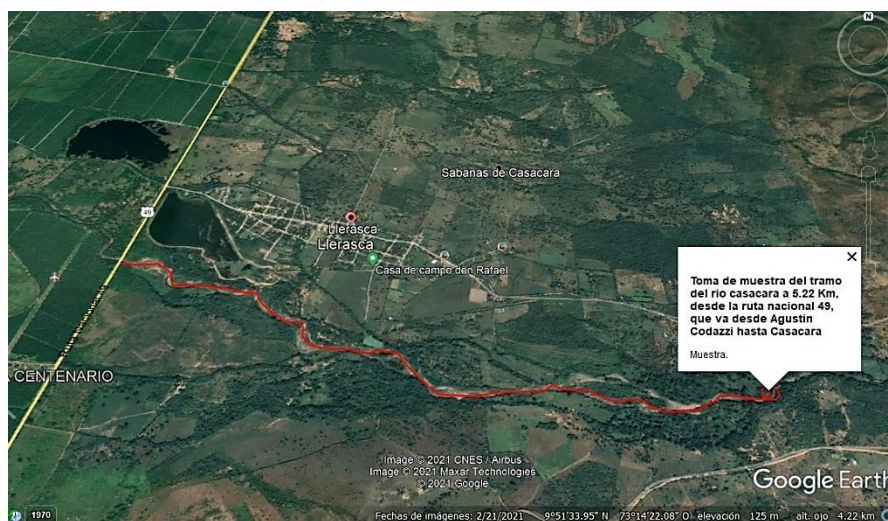 N
Sabanas de Casacara
49
Llerasca
Llerasca
Casa de campo don Rafael
Toma de muestra del tramo
del rio casacara a 5.22 Km,
desde la ruta nacional 49,
que va desde Agustin
Codazzi hasta Casacara
Muestra.
CENTENARIO
Image © 2021 CNES / Airbus
Image © 2021 Maxar Technologies
© 2021 Google
Google Earth
1970
Fechas de imágenes: 2/21/2021 9°51'33.95" N 73°14'22.08" O elevación 125 m alt. ojo 4.22 km